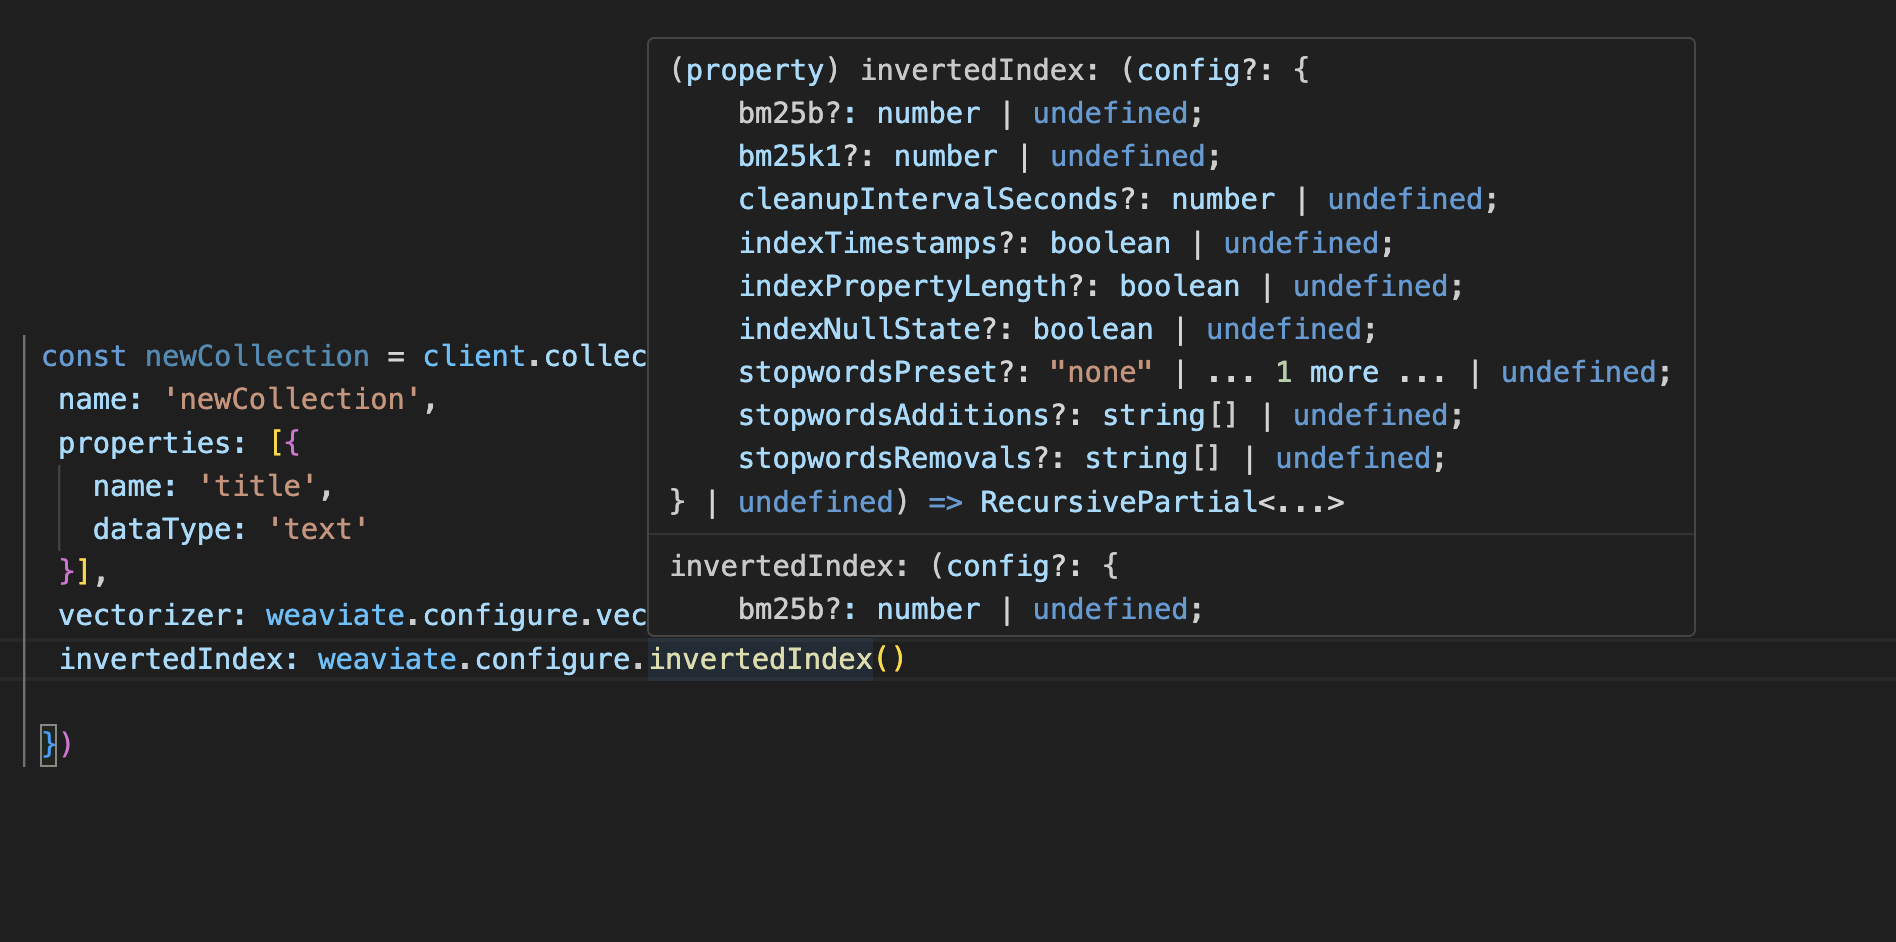 (property) invertedIndex: (config?: {
    bm25b?: number | undefined;
    bm25k1?: number | undefined;
    cleanupIntervalSeconds?: number | undefined;
    indexTimestamps?: boolean | undefined;
    indexPropertyLength?: boolean | undefined;
    indexNullState?: boolean | undefined;
    stopwordsPreset?: "none" | ... 1 more ... | undefined;
    stopwordsAdditions?: string[] | undefined;
    stopwordsRemovals?: string[] | undefined;
} | undefined) => RecursivePartial<...>
invertedIndex: (config?: {
    bm25b?: number | undefined;
const newCollection = client.collec
 name: 'newCollection',
 properties: [{
   name: 'title',
   dataType: 'text'
 }],
 vectorizer: weaviate.configure.vec
 invertedIndex: weaviate.configure.invertedIndex()
})